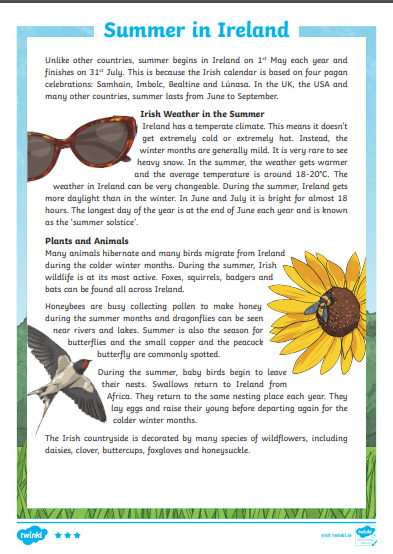 Summer in Ireland
Unlike other countries, summer begins in Ireland on 1st May each year and
finishes on 31st July. This is because the Irish calendar is based on four pagan
celebrations: Samhain, Imbolc, Bealtine and Lúnasa. In the UK, the USA and
many other countries, summer lasts from June to September.
Irish Weather in the Summer
Ireland has a temperate climate. This means it doesn't
get extremely cold or extremely hot. Instead, the
winter months are generally mild. It is very rare to see
heavy snow. In the summer, the weather gets warmer
and the average temperature is around 18-20°C. The
weather in Ireland can be very changeable. During the summer, Ireland gets
more daylight than in the winter. In June and July it is bright for almost 18
hours. The longest day of the year is at the end of June each year and is known
as the 'summer solstice'.
Plants and Animals
Many animals hibernate and many birds migrate from Ireland
during the colder winter months. During the summer, Irish
wildlife is at its most active. Foxes, squirrels, badgers and
bats can be found all across Ireland.
Honeybees are busy collecting pollen to make honey
during the summer months and dragonflies can be seen
near rivers and lakes. Summer is also the season for
butterflies and the small copper and the peacock
butterfly are commonly spotted.
During the summer, baby birds begin to leave
their nests. Swallows return to Ireland from
Africa. They return to the same nesting place each year. They
lay eggs and raise their young before departing again for the
colder winter months.
The Irish countryside is decorated by many species of wildflowers, including
daisies, clover, buttercups, foxgloves and honeysuckle.
twinkl
visit twinkl.ie
twinkl